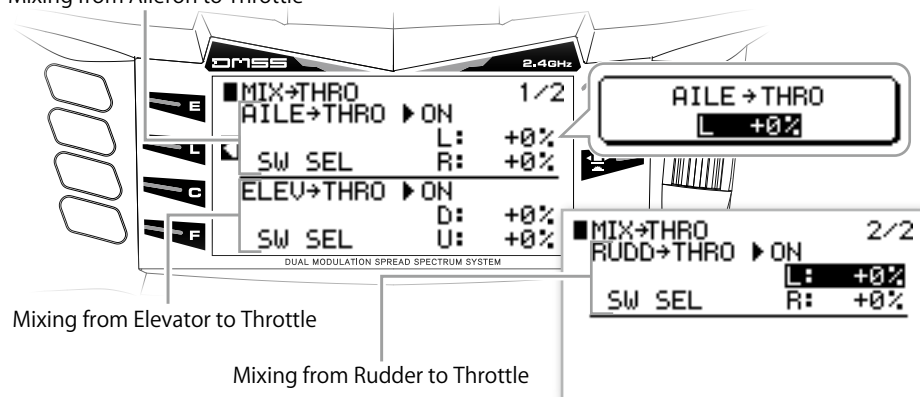 Mixing from Aileron to Throttle
DMSS 2.4GHz
■MIX→THRO 1/2
AILE→THRO ▶ON
L: +0%
SW SEL R: +0%
ELEV→THRO ▶ON
D: +0%
SW SEL U: +0%
E
L
C
F
DUAL MODULATION SPREAD SPECTRUM SYSTEM
AILE→THRO
L +0%
■MIX→THRO 2/2
RUDD→THRO ▶ON
L: +0%
SW SEL R: +0%
Mixing from Elevator to Throttle
Mixing from Rudder to Throttle